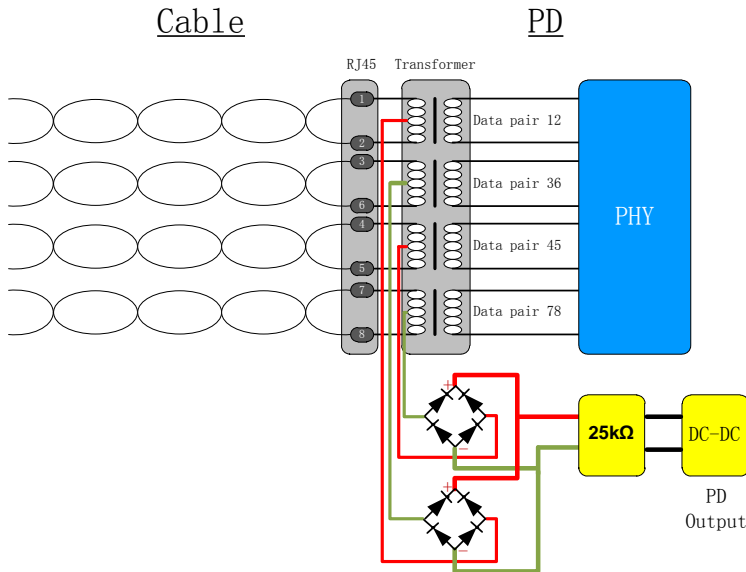 Cable
PD
RJ45
Transformer
1
2
Data pair 12
3
6
Data pair 36
4
5
Data pair 45
7
8
Data pair 78
PHY
+
−
25kΩ
DC-DC
PD
Output
+
−